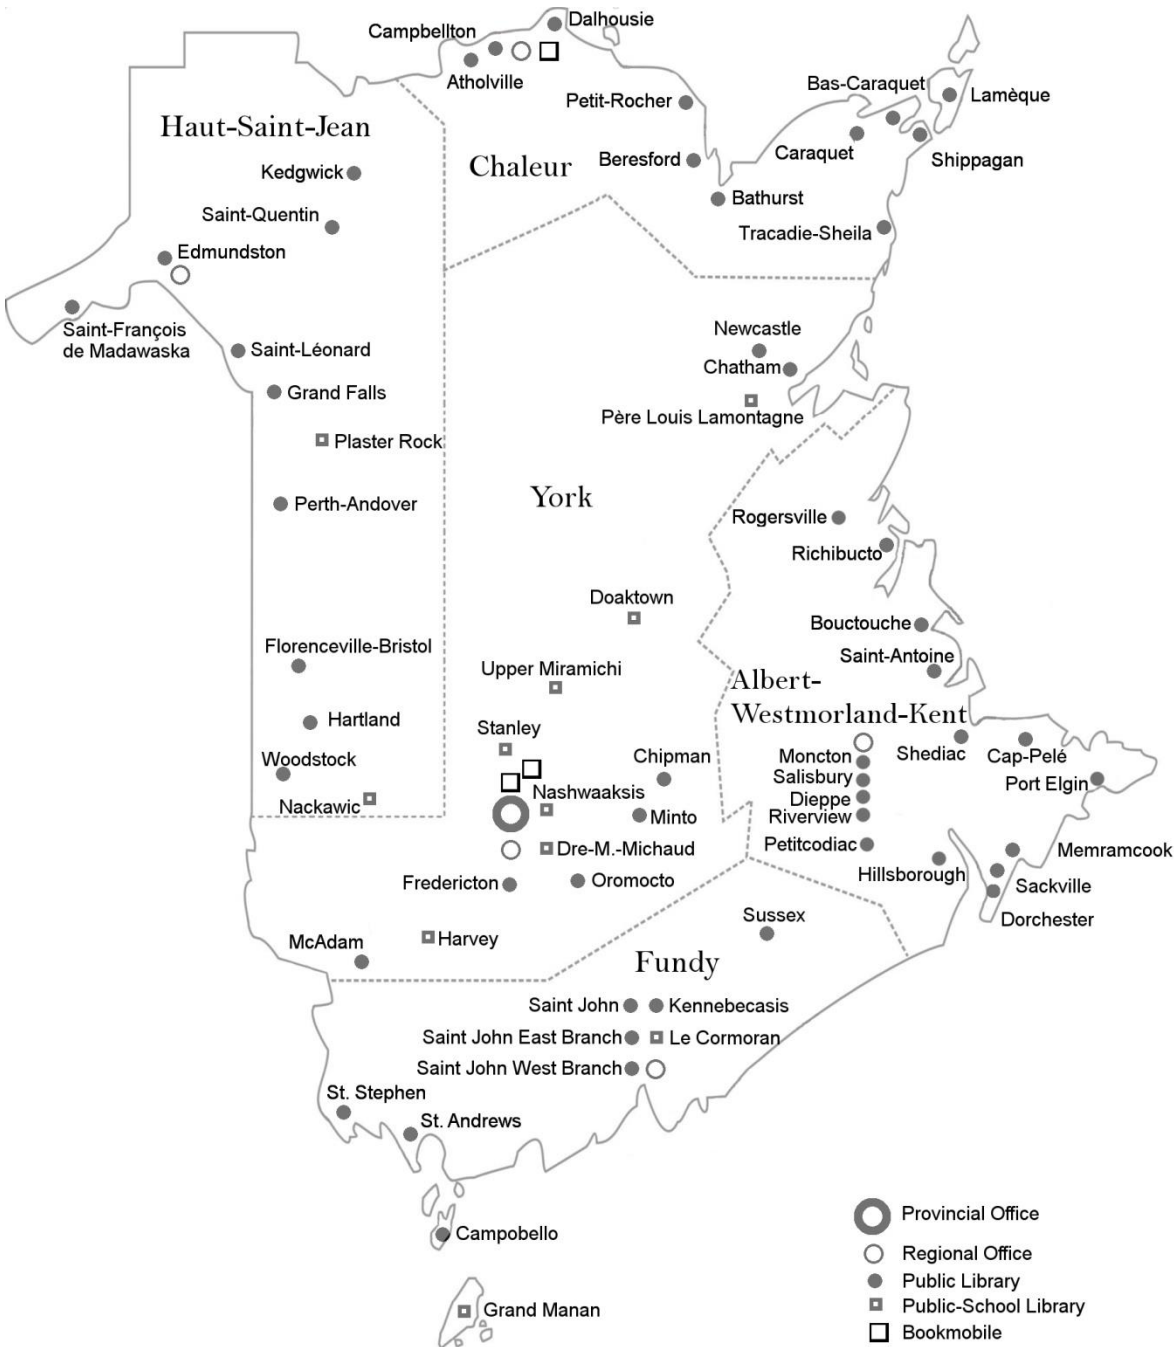 Dalhousie
Campbellton
Atholville
Bas-Caraquet
Lamèque
Petit-Rocher
Haut-Saint-Jean
Caraquet
Shippagan
Beresford
Chaleur
Kedgwick
Bathurst
Saint-Quentin
Tracadie-Sheila
Edmundston
Saint-François
de Madawaska
Newcastle
Saint-Léonard
Chatham
Grand Falls
Père Louis Lamontagne
Plaster Rock
York
Perth-Andover
Rogersville
Richibucto
Doaktown
Bouctouche
Florenceville-Bristol
Saint-Antoine
Upper Miramichi
Albert-
Westmorland-Kent
Hartland
Stanley
Chipman
Moncton
Shediac
Cap-Pelé
Woodstock
Salisbury
Port Elgin
Nashwaaksis
Dieppe
Nackawic
Minto
Riverview
Dre-M.-Michaud
Petitcodiac
Memramcook
Hillsborough
Fredericton
Oromocto
Sackville
Sussex
Dorchester
Harvey
McAdam
Fundy
Saint John
Kennebecasis
Saint John East Branch
Le Cormoran
Saint John West Branch
St. Stephen
St. Andrews
Campobello
Grand Manan
Provincial Office
Regional Office
Public Library
Public-School Library
Bookmobile